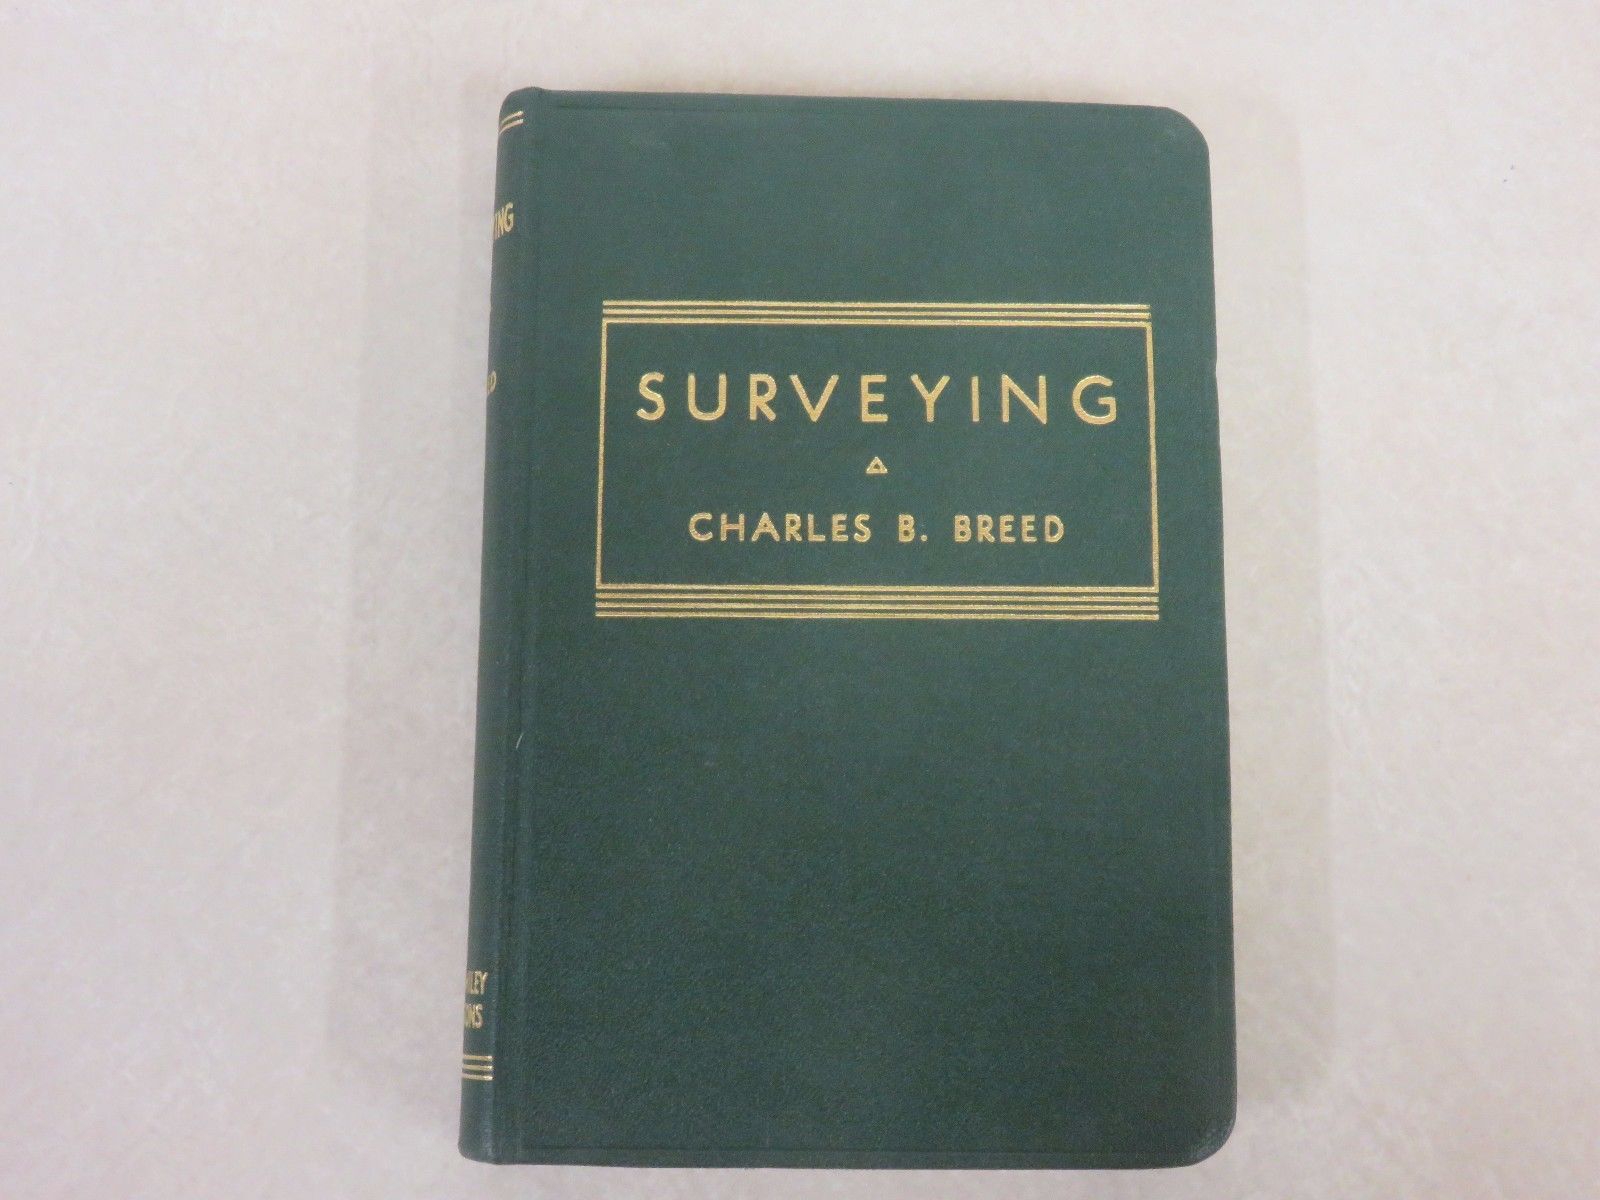 SURVEYING
CHARLES B. BREED